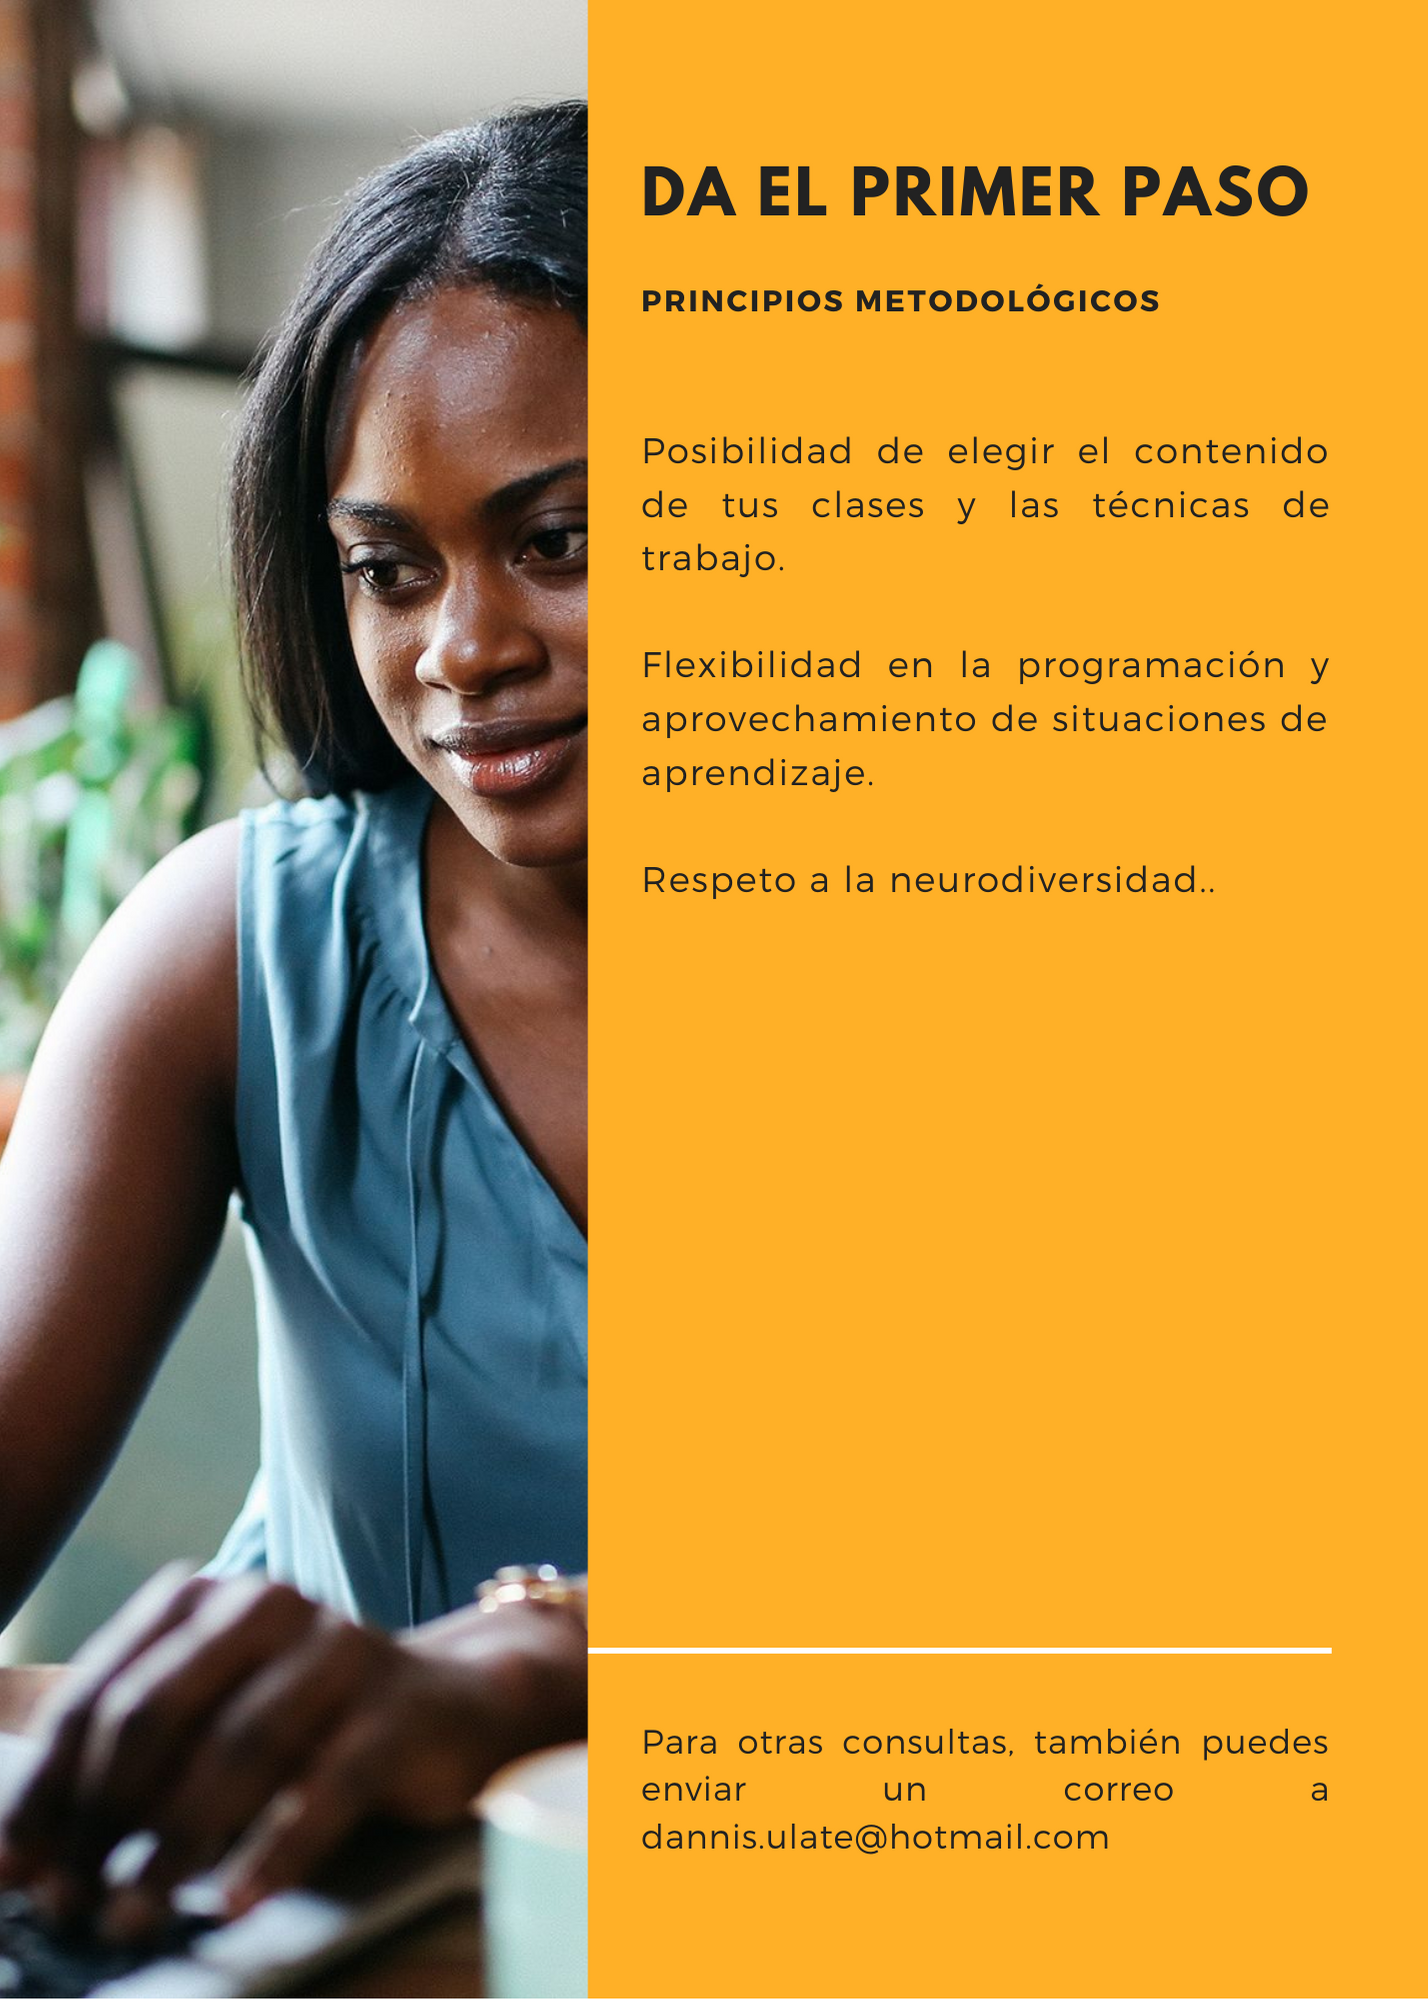 DA EL PRIMER PASO
PRINCIPIOS METODOLÓGICOS
Posibilidad de elegir el contenido
de tus clases y las técnicas de
trabajo.
Flexibilidad en la programación y
aprovechamiento de situaciones de
aprendizaje.
Respeto a la neurodiversidad..
Para otras consultas, también puedes
enviar un correo a
dannis.ulate@hotmail.com